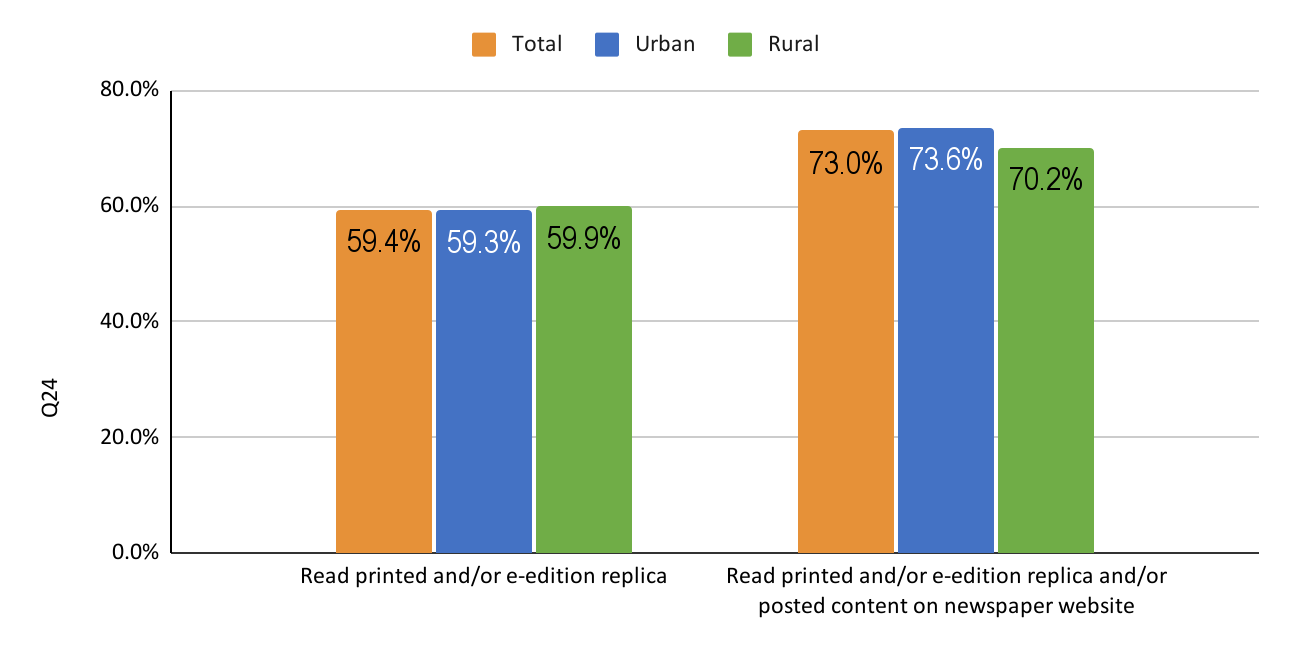 Total Urban Rural
80.0%
60.0%
40.0%
20.0%
0.0%
Q24
59.4% 59.3% 59.9%
73.0% 73.6% 70.2%
Read printed and/or e-edition replica
Read printed and/or e-edition replica and/or
posted content on newspaper website